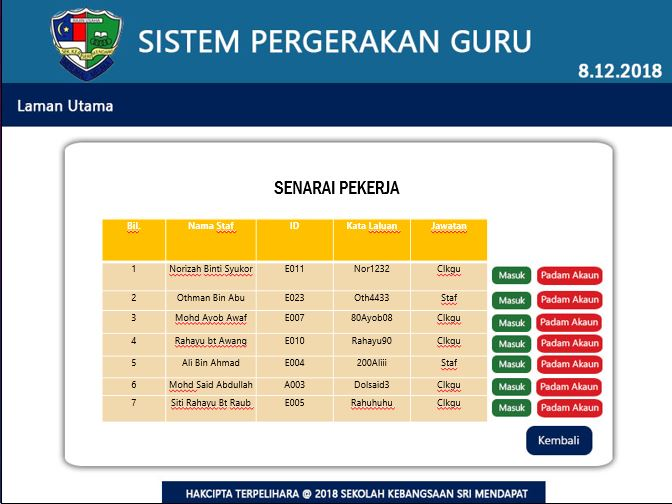 SISTEM PERGERAKAN GURU
8.12.2018
Laman Utama
SENARAI PEKERJA
Bil. Nama Staf ID Kata Laluan Jawatan
1 Norizah Binti Syukor E011 Nor1232 CIkgu Masuk Padam Akaun
2 Othman Bin Abu E023 Oth4433 Staf Masuk Padam Akaun
3 Mohd Ayob Awaf E007 80Ayob08 CIkgu Masuk Padam Akaun
4 Rahayu bt Awang E010 Rahayu90 CIkgu Masuk Padam Akaun
5 Ali Bin Ahmad E004 200Aliii Staf Masuk Padam Akaun
6 Mohd Said Abdullah A003 Dolsaid3 CIkgu Masuk Padam Akaun
7 Siti Rahayu Bt Raub E005 Rahuhuhu CIkgu Masuk Padam Akaun
Kembali
HAKCIPTA TERPELIHARA @ 2018 SEKOLAH KEBANGSAAN SRI MENDAPAT